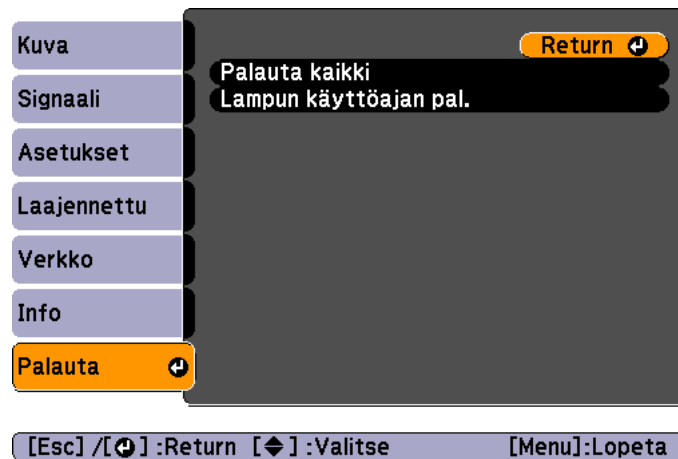 Kuva
Signaali
Asetukset
Laajennettu
Verkko
Info
Palauta
Return
Palauta kaikki
Lampun käyttöajan pal.
[Esc] /[ ] :Return [ ] :Valitse [Menu]:Lopeta